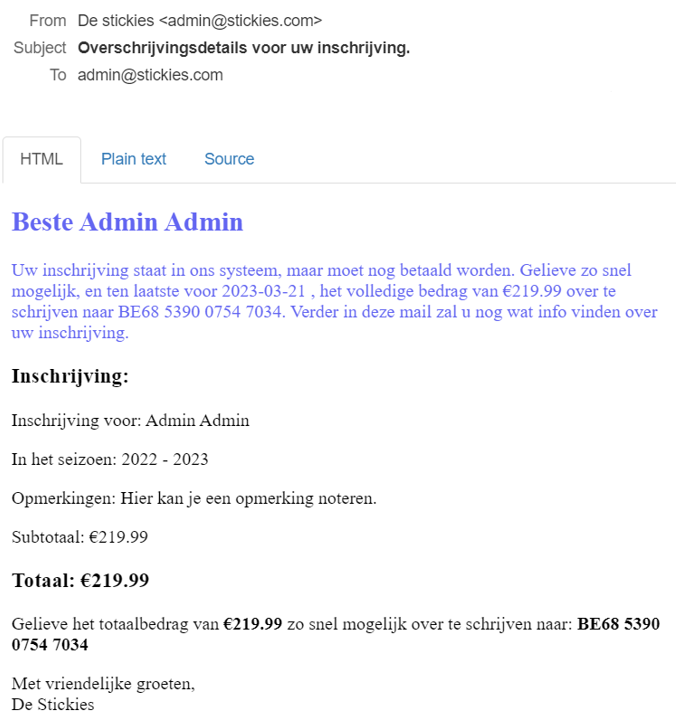 From De stickies <admin@stickies.com>
Subject Overschrijvingsdetails voor uw inschrijving.
To admin@stickies.com
HTML Plain text Source
Beste Admin Admin
Uw inschrijving staat in ons systeem, maar moet nog betaald worden. Gelieve zo snel
mogelijk, en ten laatste voor 2023-03-21 , het volledige bedrag van €219.99 over te
schrijven naar BE68 5390 0754 7034. Verder in deze mail zal u nog wat info vinden over
uw inschrijving.
Inschrijving:
Inschrijving voor: Admin Admin
In het seizoen: 2022 - 2023
Opmerkingen: Hier kan je een opmerking noteren.
Subtotaal: €219.99
Totaal: €219.99
Gelieve het totaalbedrag van €219.99 zo snel mogelijk over te schrijven naar: BE68 5390
0754 7034
Met vriendelijke groeten,
De Stickies